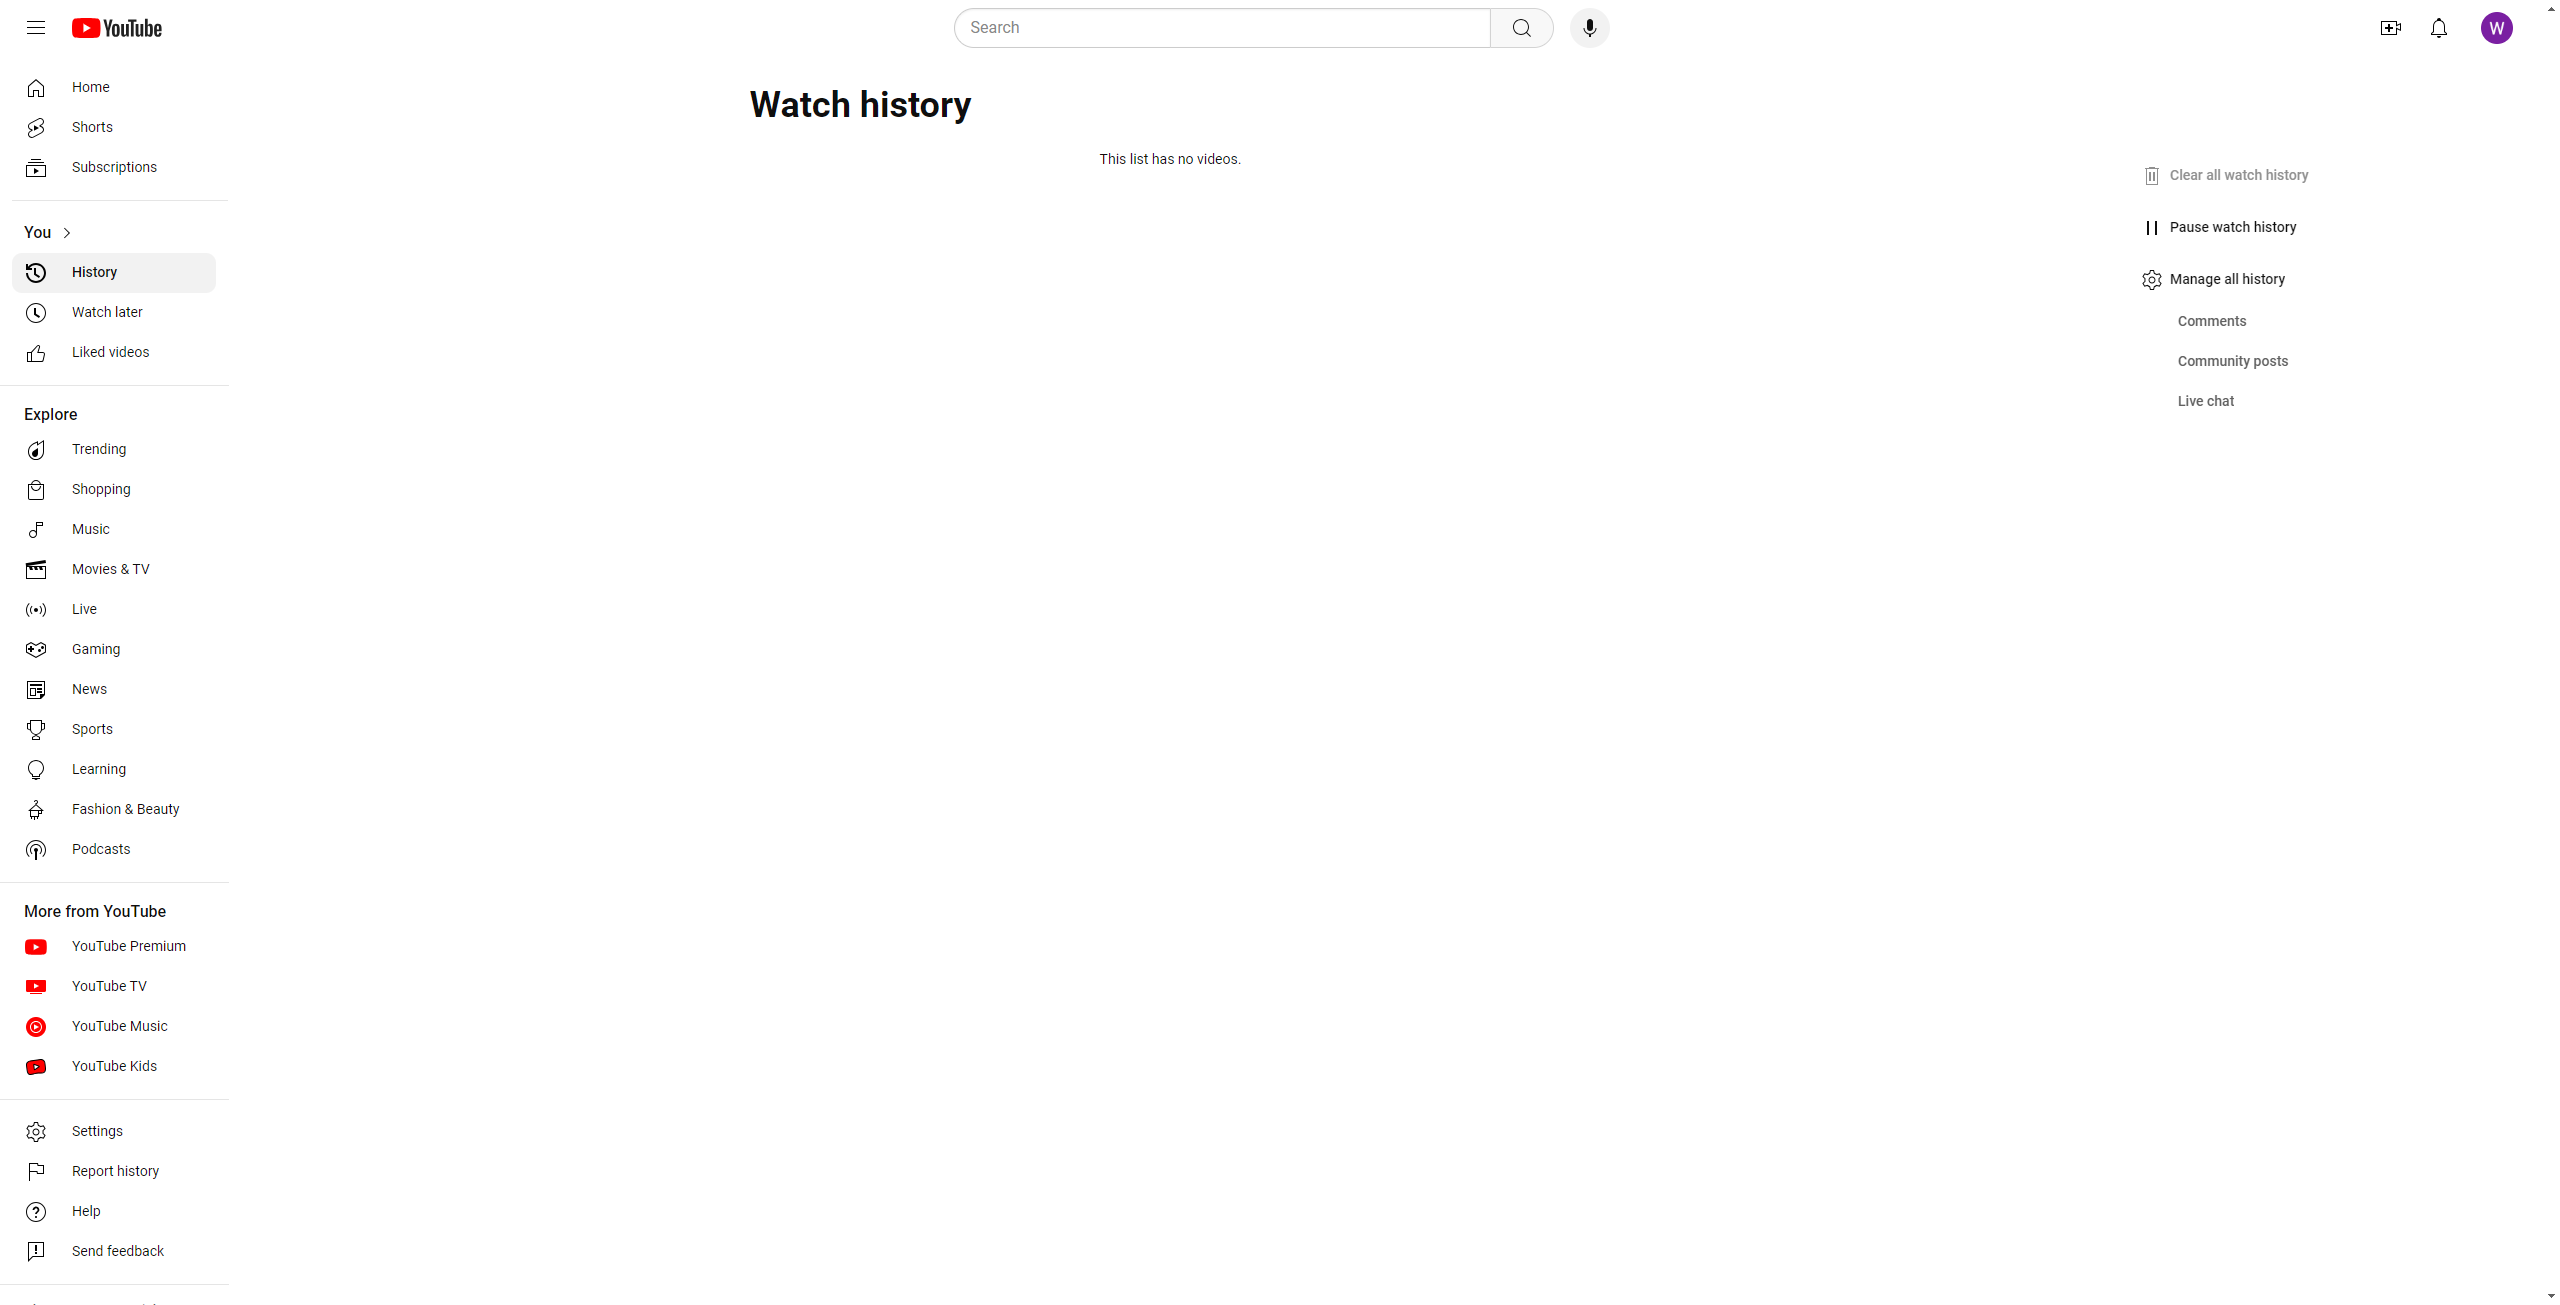 YouTube
Search
W
Home
Shorts
Subscriptions
You
History
Watch later
Liked videos
Explore
Trending
Shopping
Music
Movies & TV
Live
Gaming
News
Sports
Learning
Fashion & Beauty
Podcasts
More from YouTube
YouTube Premium
YouTube TV
YouTube Music
YouTube Kids
Settings
Report history
Help
Send feedback
Watch history
This list has no videos.
Clear all watch history
Pause watch history
Manage all history
Comments
Community posts
Live chat